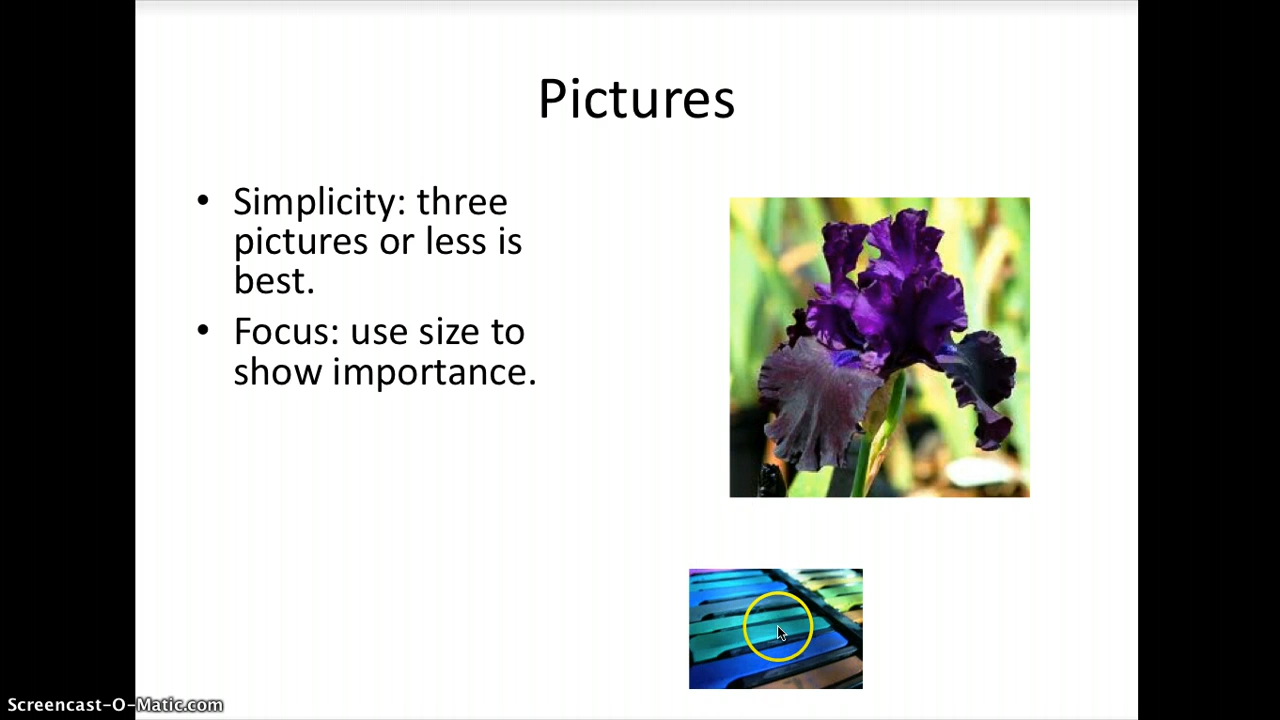 Pictures
• Simplicity: three
pictures or less is
best.
• Focus: use size to
show importance.
Screencast-O-Matic.com